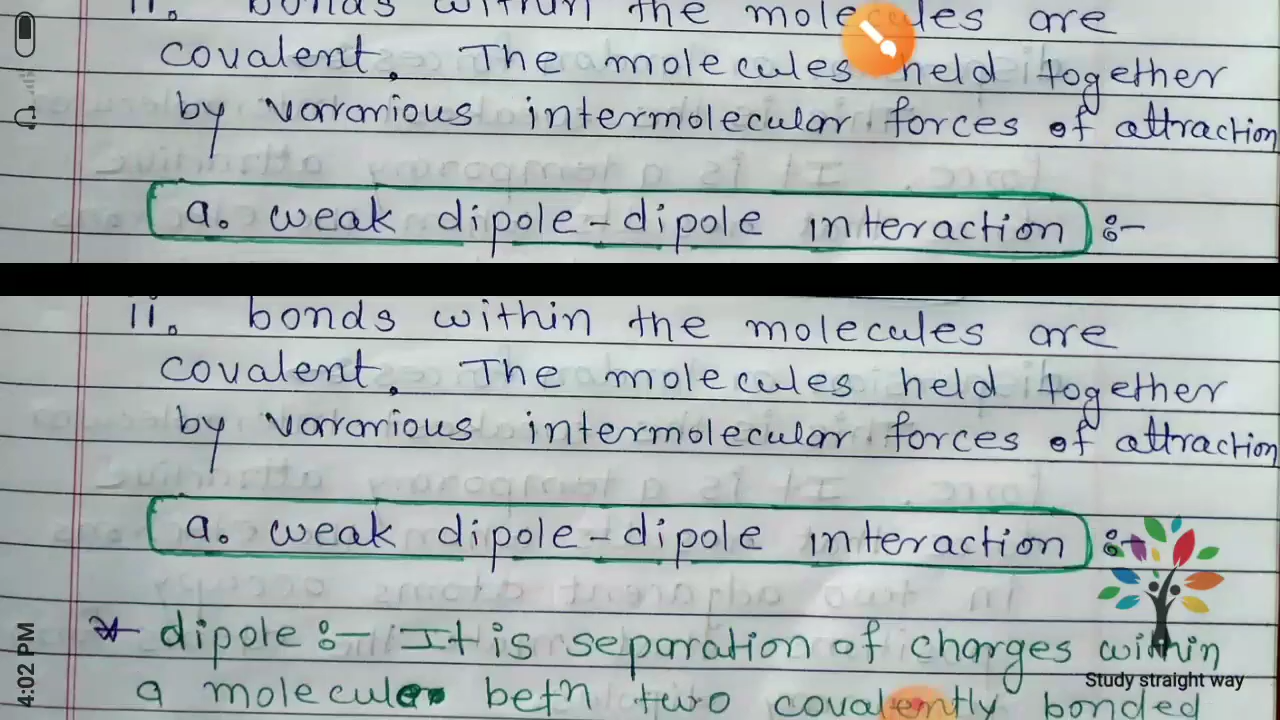 ii. bonds within the molecules are
covalent. The molecules held together
by vararious intermolecular forces of attraction
a. weak dipole-dipole interaction :-
ii. bonds within the molecules are
covalent. The molecules held together
by vararious intermolecular forces of attraction
a. weak dipole-dipole interaction :-
* dipole :- It is separation of charges within
a molecule betn two covalently bonded
Study straight way
4:02 PM